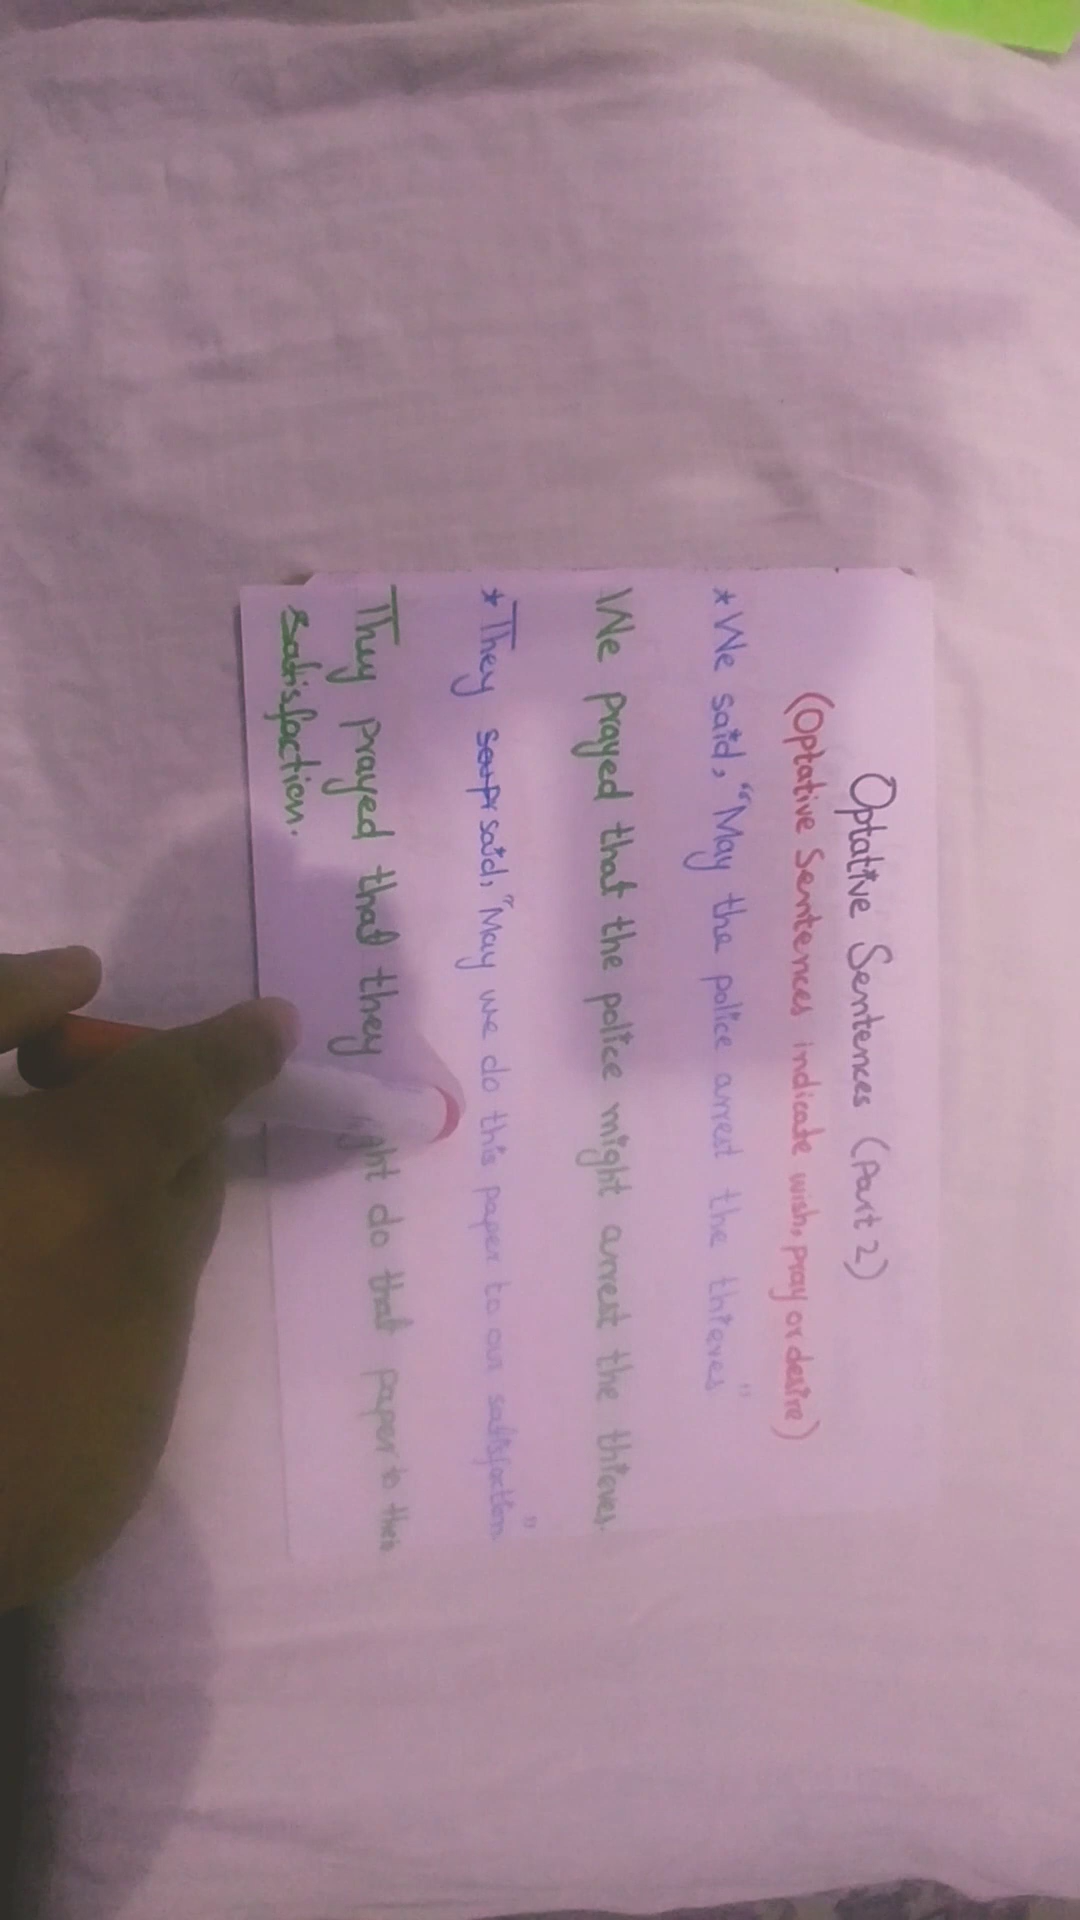 Optative Sentences (Part 2)
(Optative Sentences indicate wish, pray or desire)
* We said, "May the police arrest the thieves"
We prayed that the police might arrest the thieves.
* They said, "May we do this paper to our satisfaction"
They prayed that they ght do that paper to their
satisfaction.